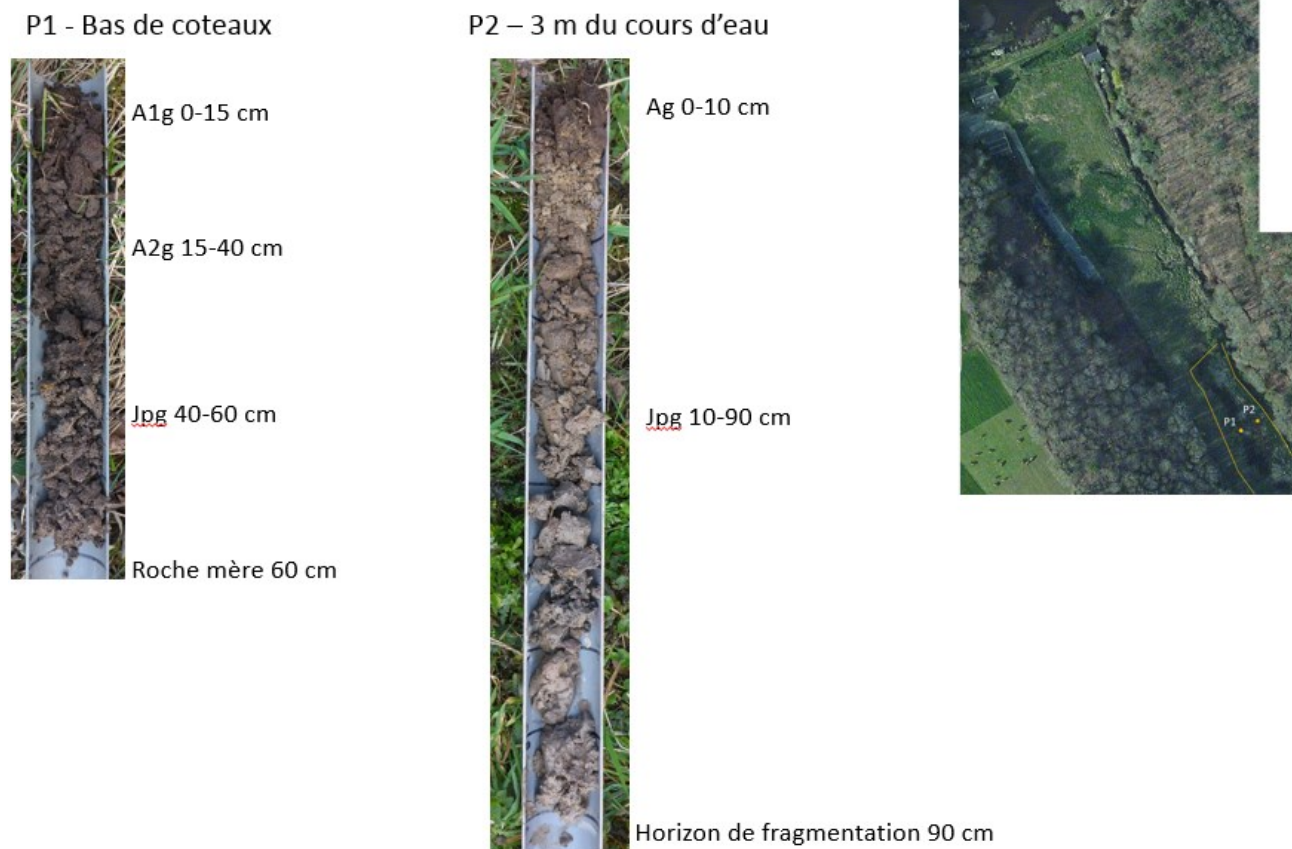 P1 - Bas de coteaux
A1g 0-15 cm
A2g 15-40 cm
Jpg 40-60 cm
Roche mère 60 cm
P2 – 3 m du cours d’eau
Ag 0-10 cm
Jpg 10-90 cm
Horizon de fragmentation 90 cm
P2
P1